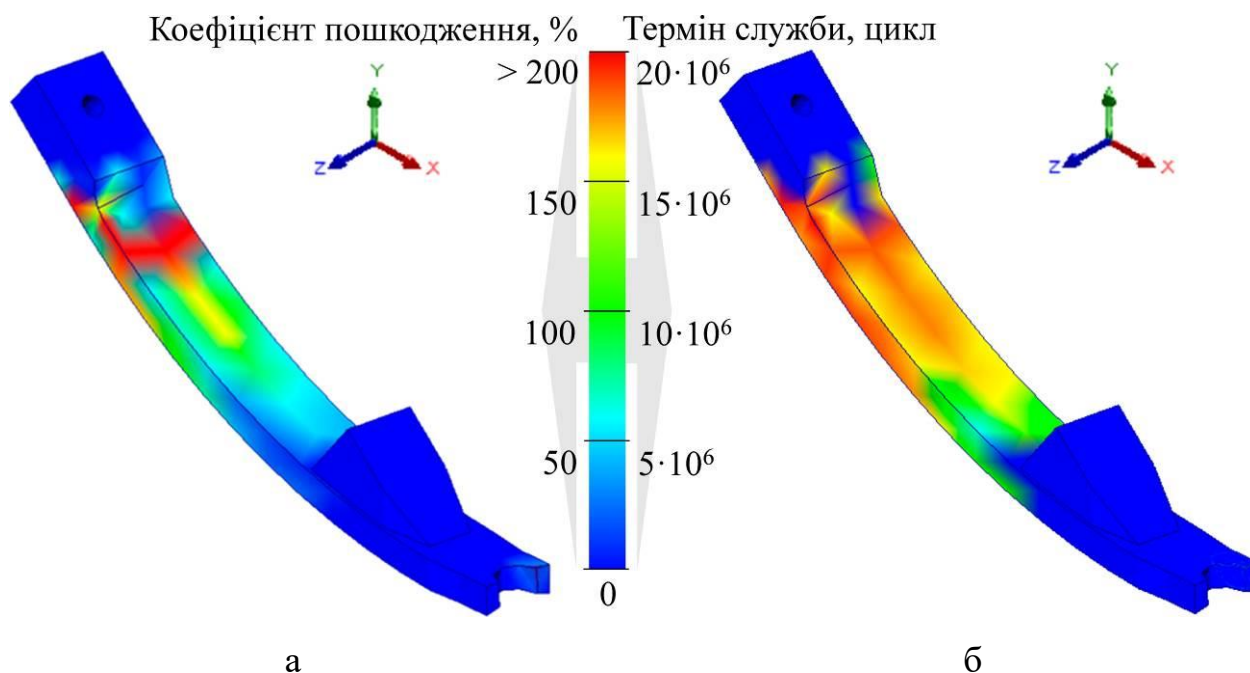 Коефіцієнт пошкодження, % Термін служби, цикл
> 200 20·10⁶
150 15·10⁶
100 10·10⁶
50 5·10⁶
0
Y
Z X
Y
Z X
а б